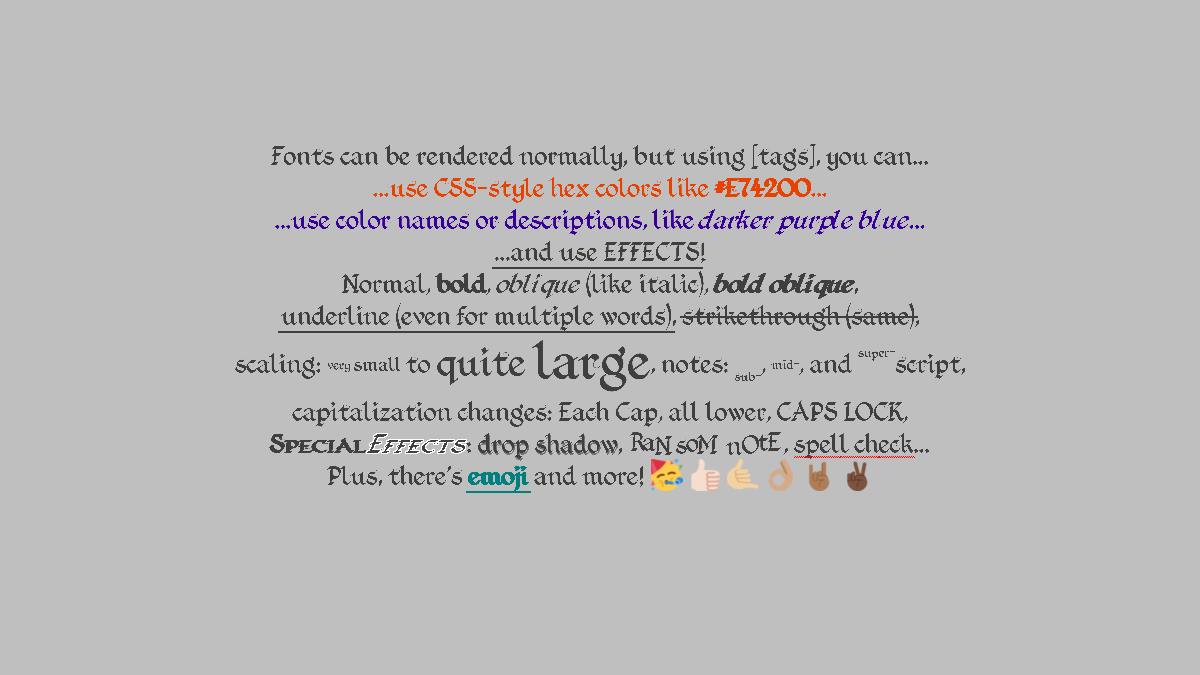 Fonts can be rendered normally, but using [tags], you can...
...use CSS-style hex colors like #E74200...
...use color names or descriptions, like darker purple blue...
...and use EFFECTS!
Normal, bold, oblique (like italic), bold oblique,
underline (even for multiple words), strikethrough (same),
scaling: very small to quite large, notes: sub-, mid-, and super-script,
capitalization changes: Each Cap, all lower, CAPS LOCK,
Special Effects: drop shadow, RaNsoM nOtE, spell check...
Plus, there's emoji and more! 🥳👍🏻🤙🏼👌🏽🤘🏾✌🏿